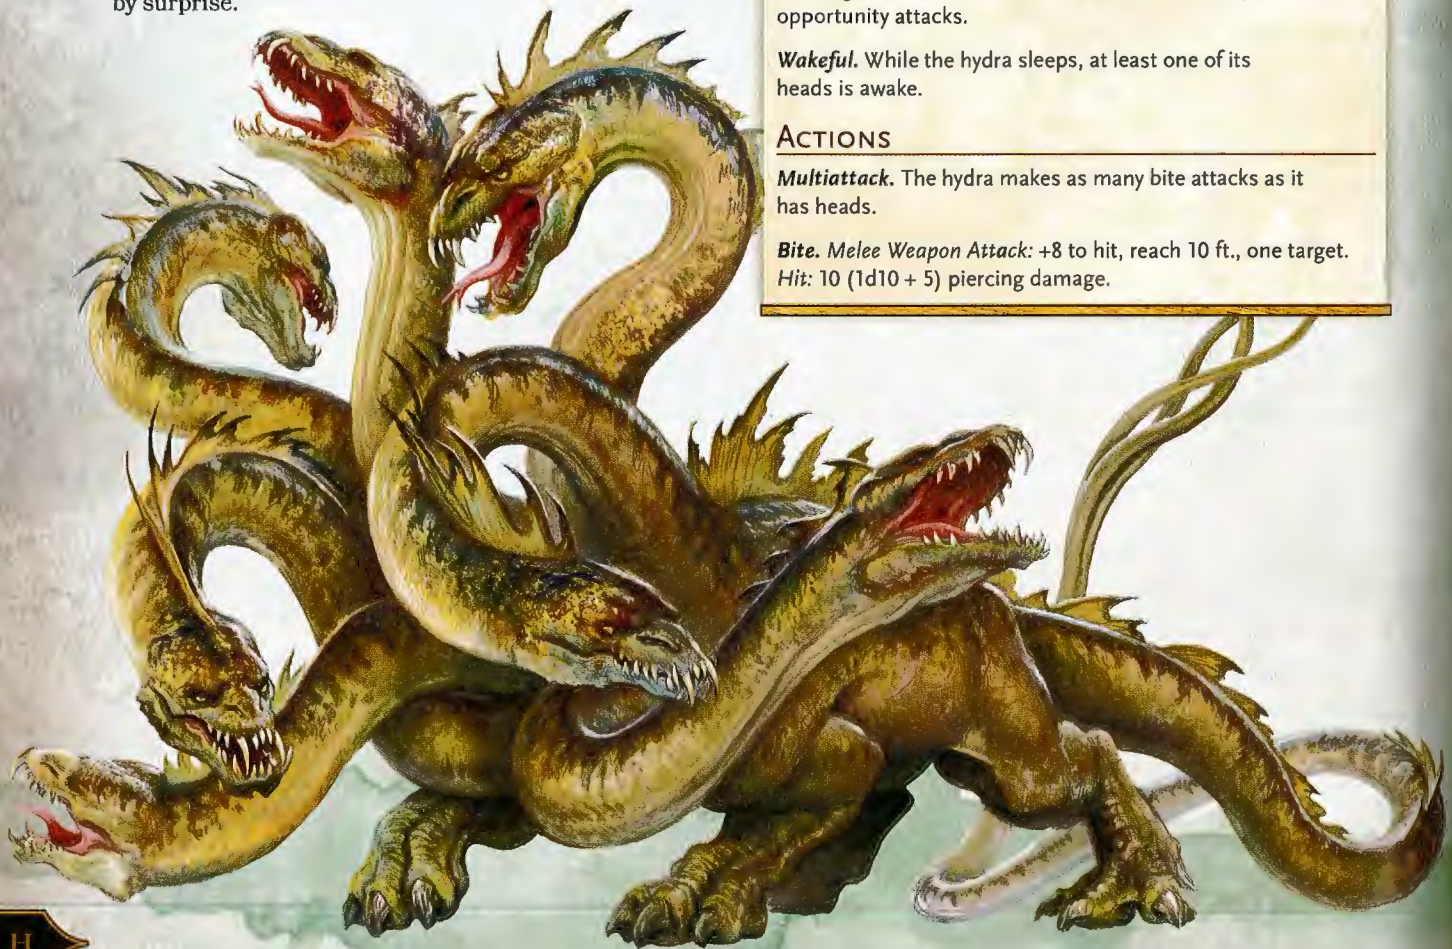 by surprise.
opportunity attacks.
Wakeful. While the hydra sleeps, at least one of its
heads is awake.
ACTIONS
Multiattack. The hydra makes as many bite attacks as it
has heads.
Bite. Melee Weapon Attack: +8 to hit, reach 10 ft., one target.
Hit: 10 (1d10 + 5) piercing damage.
H